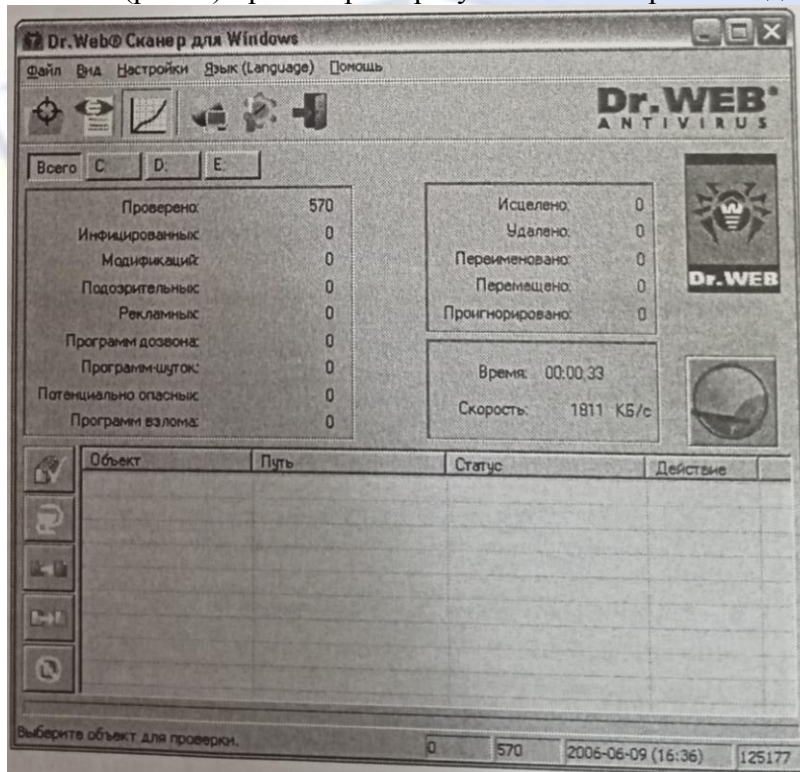 Dr.Web® Сканер для Windows
Файл Вид Настройки Язык (Language) Помощь
Dr.WEB®
ANTIVIRUS
Всего C: D: E:
Проверено: 570
Инфицированных: 0
Модификаций: 0
Подозрительных: 0
Рекламных: 0
Программ дозвона: 0
Программ-шуток: 0
Потенциально опасных: 0
Программ взлома: 0
Исцелено: 0
Удалено: 0
Переименовано: 0
Перемещено: 0
Проигнорировано: 0
Время: 00:00:33
Скорость: 1811 КБ/с
Dr.WEB
Объект Путь Статус Действие
Выберите объект для проверки. 0 570 2006-06-09 (16:36) 125177